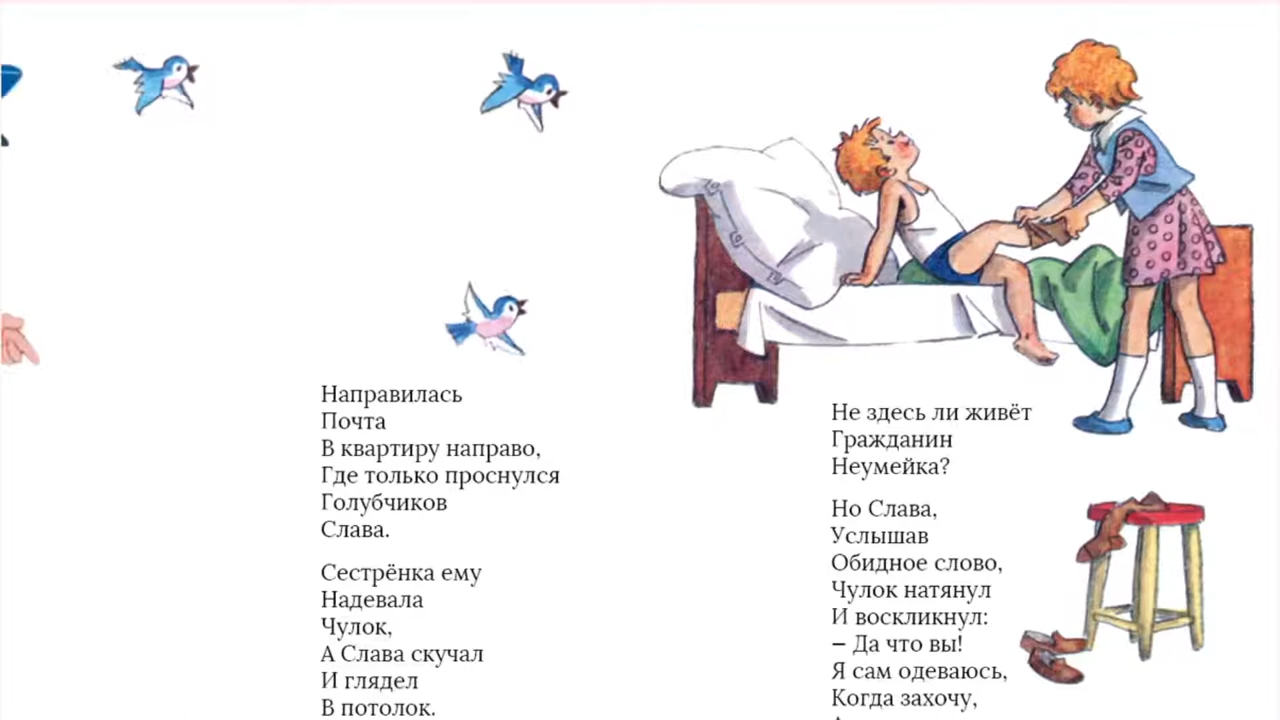 Направилась
Почта
В квартиру направо,
Где только проснулся
Голубчиков
Слава.
Сестрёнка ему
Надевала
Чулок,
А Слава скучал
И глядел
В потолок.
Не здесь ли живёт
Гражданин
Неумейка?
Но Слава,
Услышав
Обидное слово,
Чулок натянул
И воскликнул:
– Да что вы!
Я сам одеваюсь,
Когда захочу,